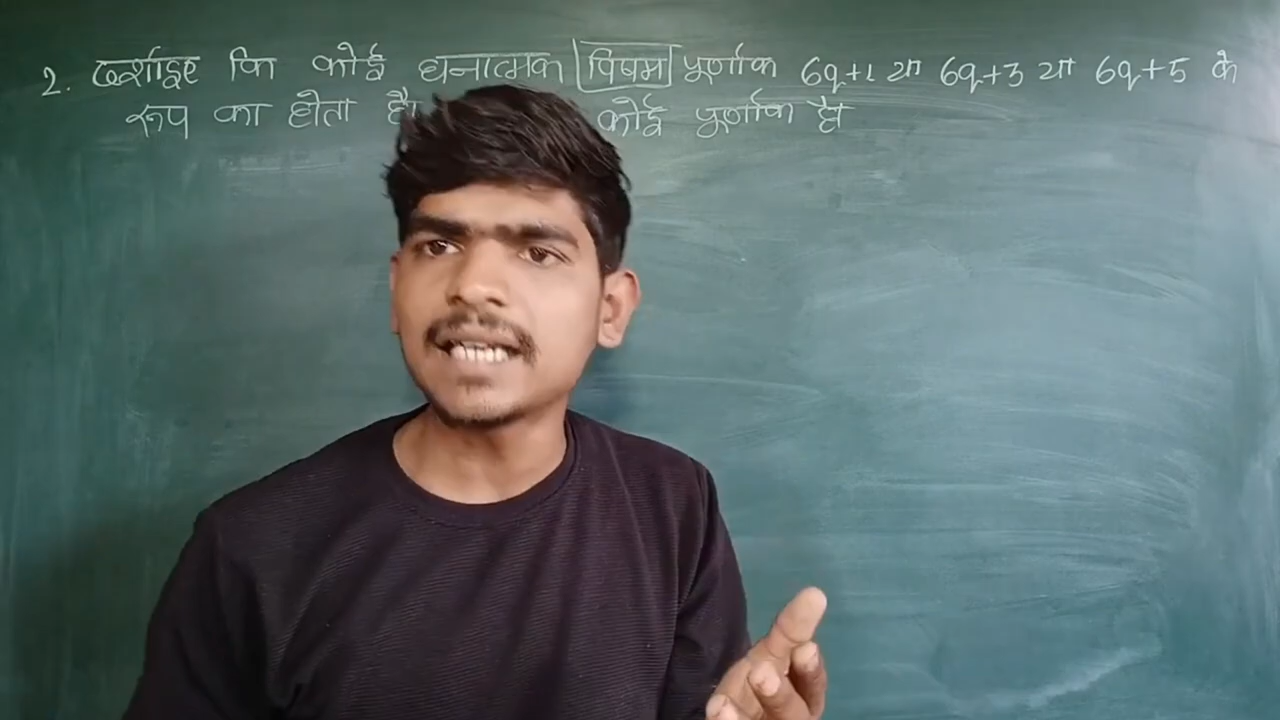 2. दर्शाइए कि कोई धनात्मक विषम पूर्णांक 6q+1 या 6q+3 या 6q+5 के
रूप का होता है कोई पूर्णांक है।